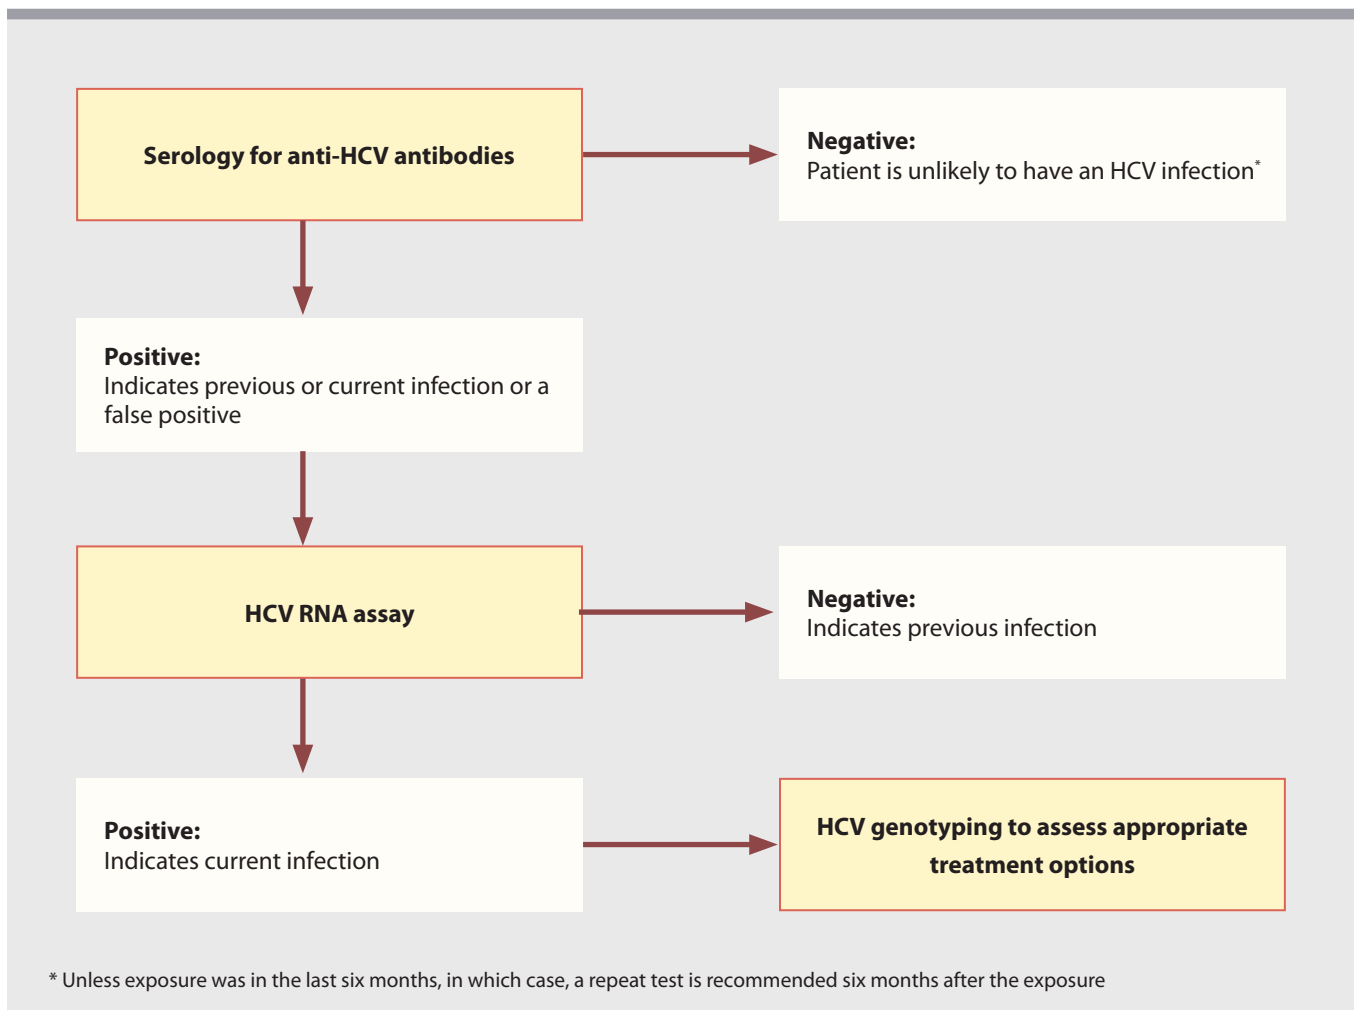 Serology for anti-HCV antibodies
Negative:
Patient is unlikely to have an HCV infection*
Positive:
Indicates previous or current infection or a
false positive
HCV RNA assay
Negative:
Indicates previous infection
Positive:
Indicates current infection
HCV genotyping to assess appropriate
treatment options
* Unless exposure was in the last six months, in which case, a repeat test is recommended six months after the exposure